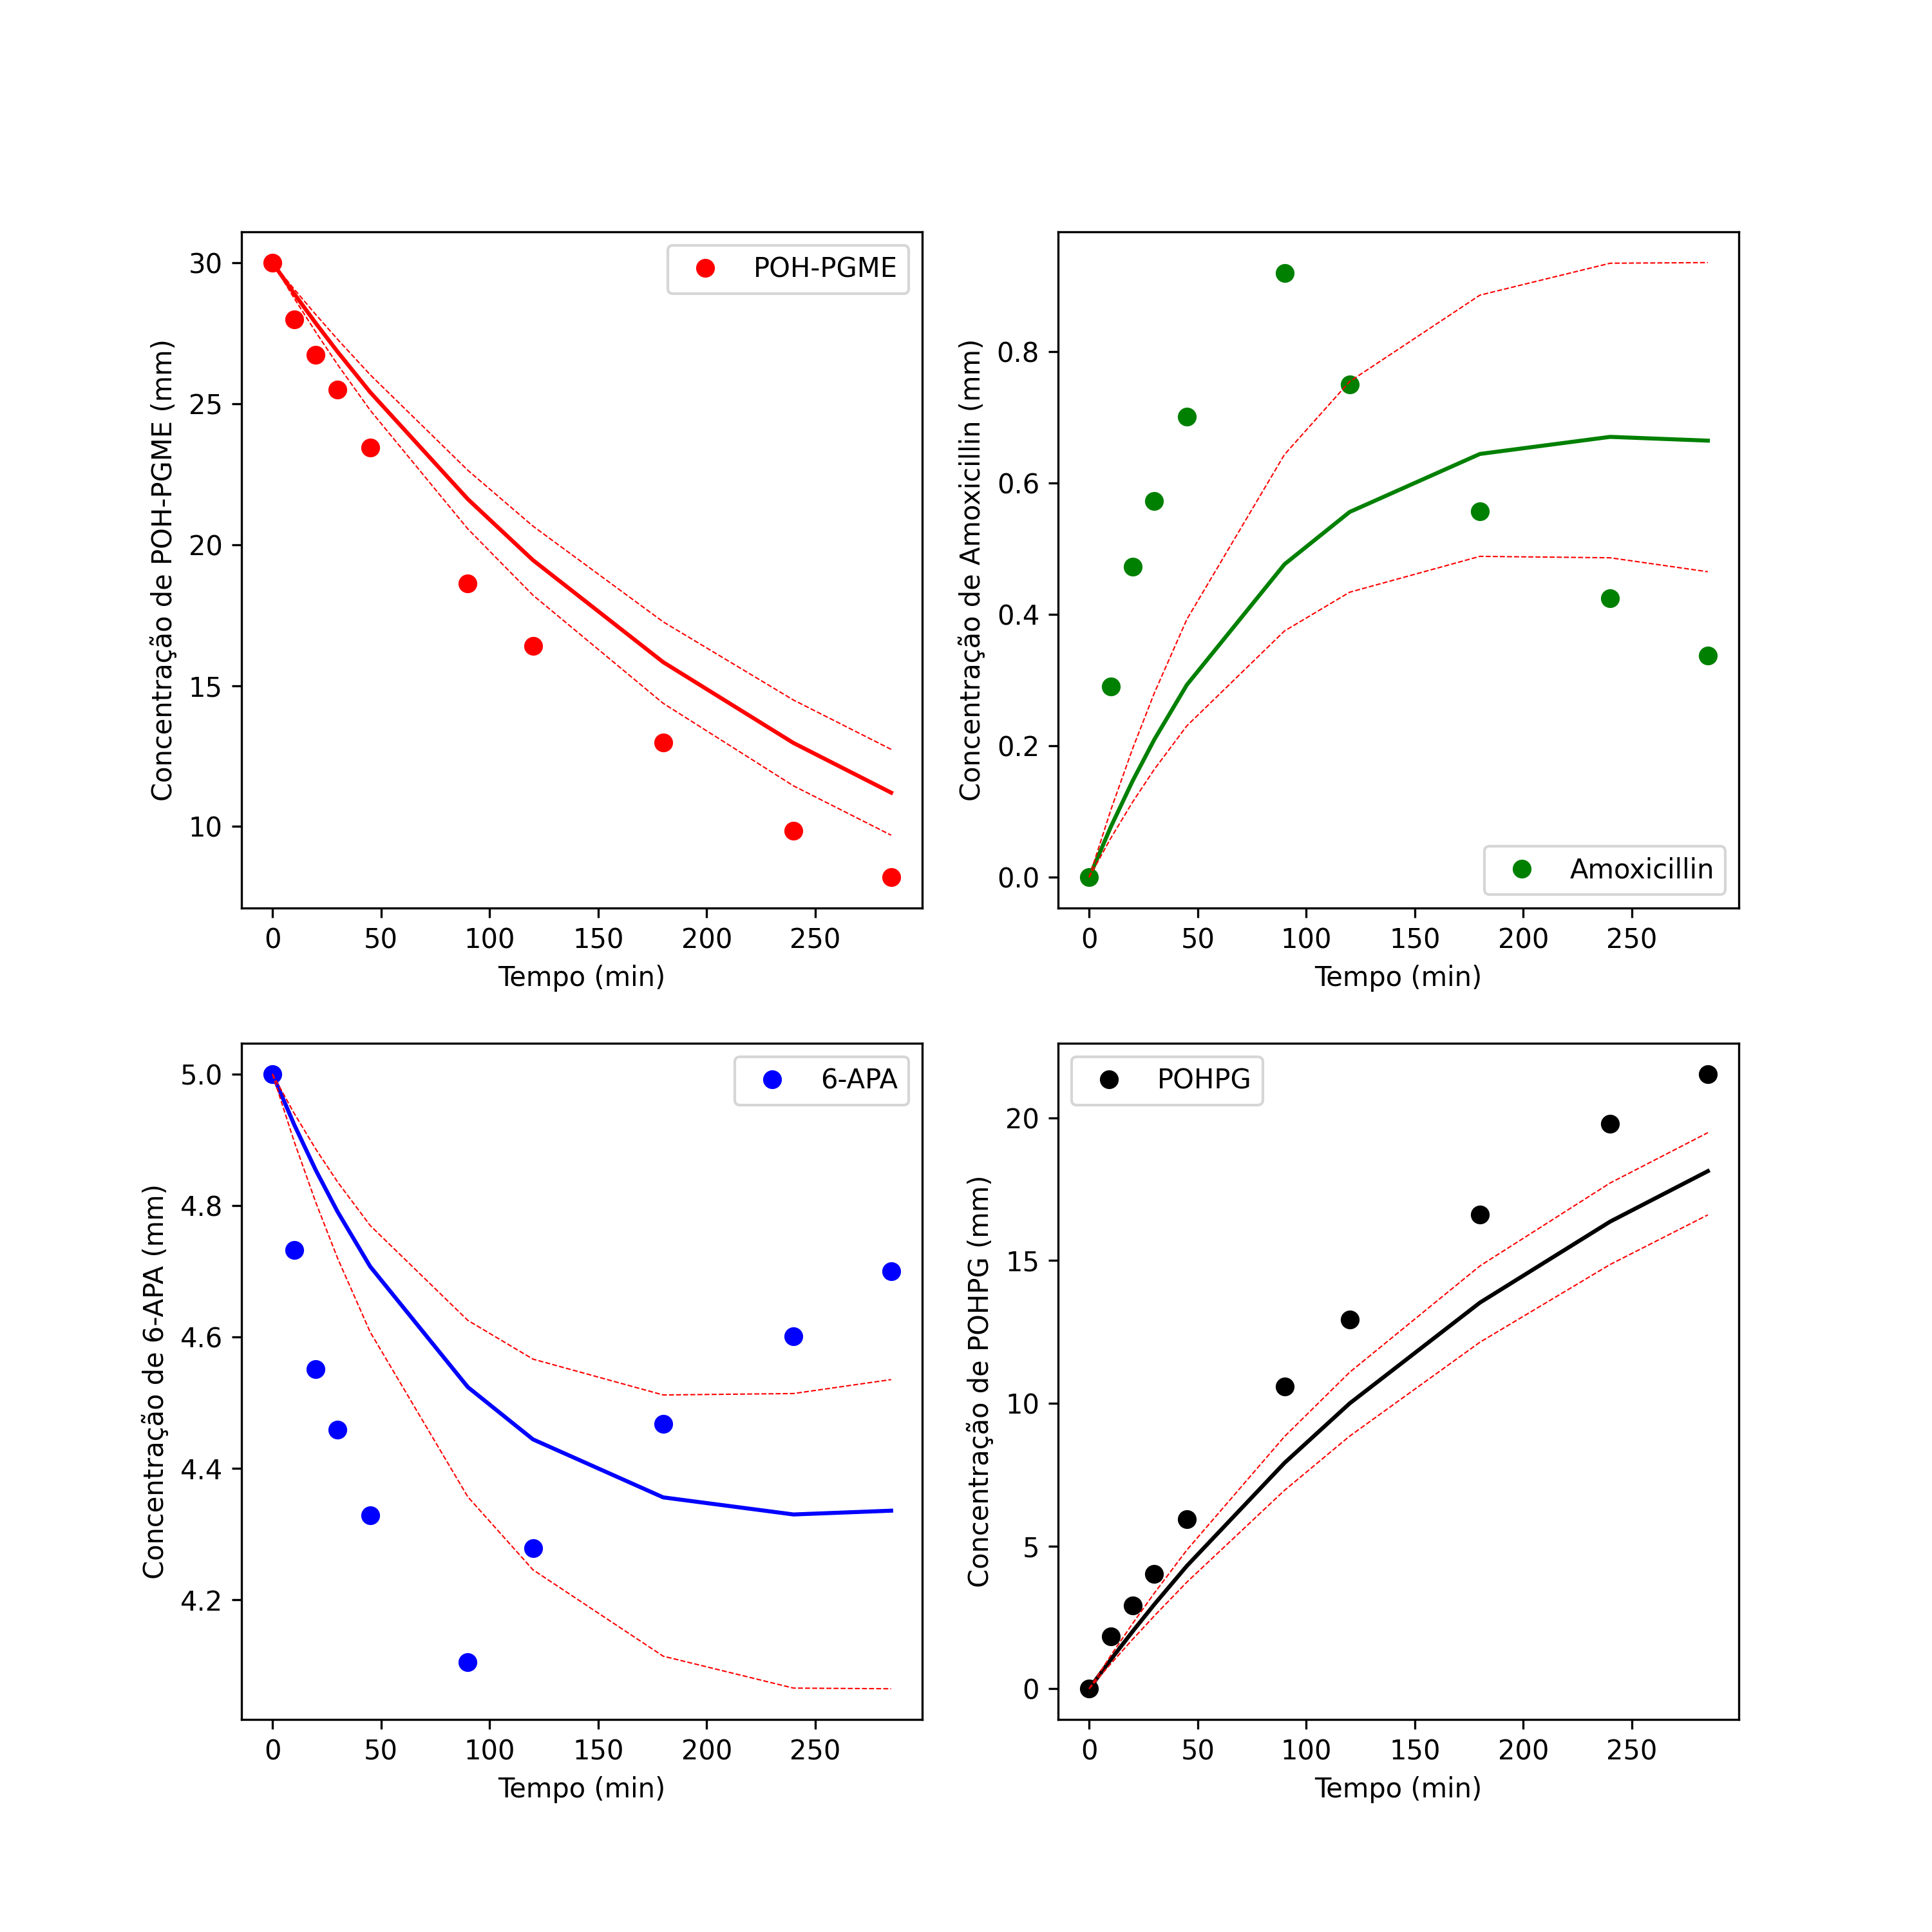 POH-PGME
Concentração de POH-PGME (mm)
30
25
20
15
10
0 50 100 150 200 250
Tempo (min)
Amoxicillin
Concentração de Amoxicillin (mm)
0.8
0.6
0.4
0.2
0.0
0 50 100 150 200 250
Tempo (min)
6-APA
Concentração de 6-APA (mm)
5.0
4.8
4.6
4.4
4.2
0 50 100 150 200 250
Tempo (min)
POHPG
Concentração de POHPG (mm)
20
15
10
5
0
0 50 100 150 200 250
Tempo (min)